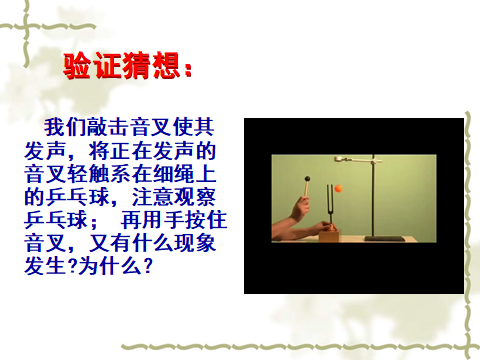 验证猜想：
我们敲击音叉使其
发声，将正在发声的
音叉轻触系在细绳上
的乒乓球，注意观察
乒乓球； 再用手按住
音叉，又有什么现象
发生?为什么？